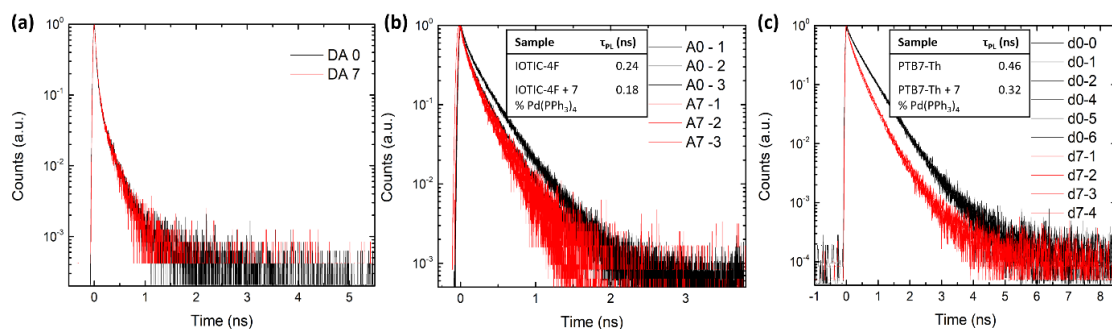 (a)
DA 0
DA 7
Counts (a.u.)
10⁰
10⁻¹
10⁻²
10⁻³
0 1 2 3 4 5
Time (ns)
(b)
Sample τPL (ns)
IOTIC-4F 0.24
IOTIC-4F + 7 0.18
% Pd(PPh₃)₄
A0 - 1
A0 - 2
A0 - 3
A7 - 1
A7 -2
A7 -3
Counts (a.u.)
10⁰
10⁻¹
10⁻²
10⁻³
0 1 2 3
Time (ns)
(c)
Sample τPL (ns)
PTB7-Th 0.46
PTB7-Th + 7 0.32
% Pd(PPh₃)₄
d0-0
d0-1
d0-2
d0-4
d0-5
d0-6
d7-1
d7-2
d7-3
d7-4
Counts (a.u.)
10⁰
10⁻¹
10⁻²
10⁻³
10⁻⁴
-1 0 1 2 3 4 5 6 7 8
Time (ns)